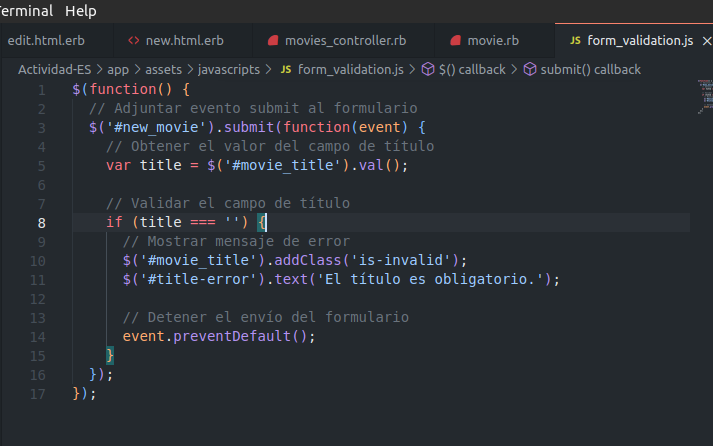 Terminal Help
edit.html.erb <> new.html.erb movies_controller.rb movie.rb JS form_validation.js ×
Actividad-ES > app > assets > javascripts > JS form_validation.js > $() callback > submit() callback
1 $(function() {
2 // Adjuntar evento submit al formulario
3 $('#new_movie').submit(function(event) {
4 // Obtener el valor del campo de título
5 var title = $('#movie_title').val();
6
7 // Validar el campo de título
8 if (title === '') {
9 // Mostrar mensaje de error
10 $('#movie_title').addClass('is-invalid');
11 $('#title-error').text('El título es obligatorio.');
12
13 // Detener el envío del formulario
14 event.preventDefault();
15 }
16 });
17 });